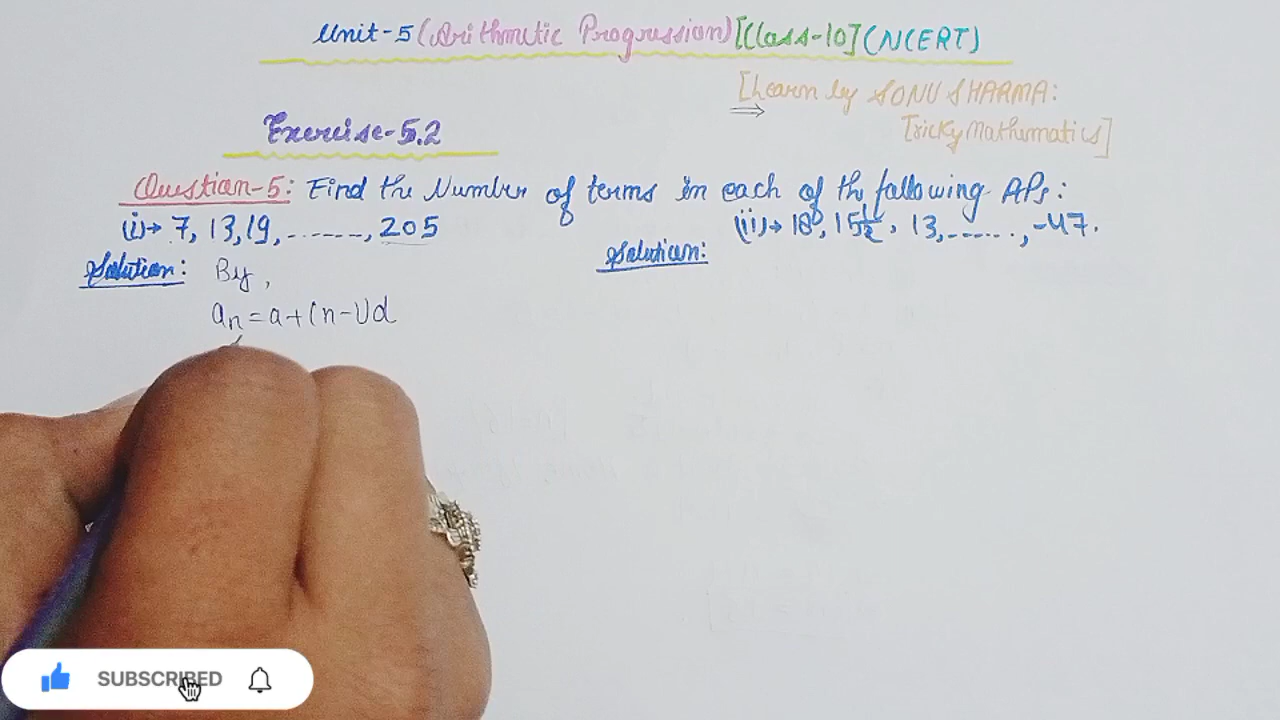 Unit-5 (Arithmetic Progression) [Class-10] (NCERT)
[Learn by SONU SHARMA:
Tricky Mathematics]
Exercise-5.2
Question-5: Find the Number of terms in each of the following APs:
(i)→ 7, 13, 19, ......, 205
(ii)→ 18, 15½, 13, ......, -47.
Solution: By,
Solution:
an = a+(n-1)d
SUBSCRIBED